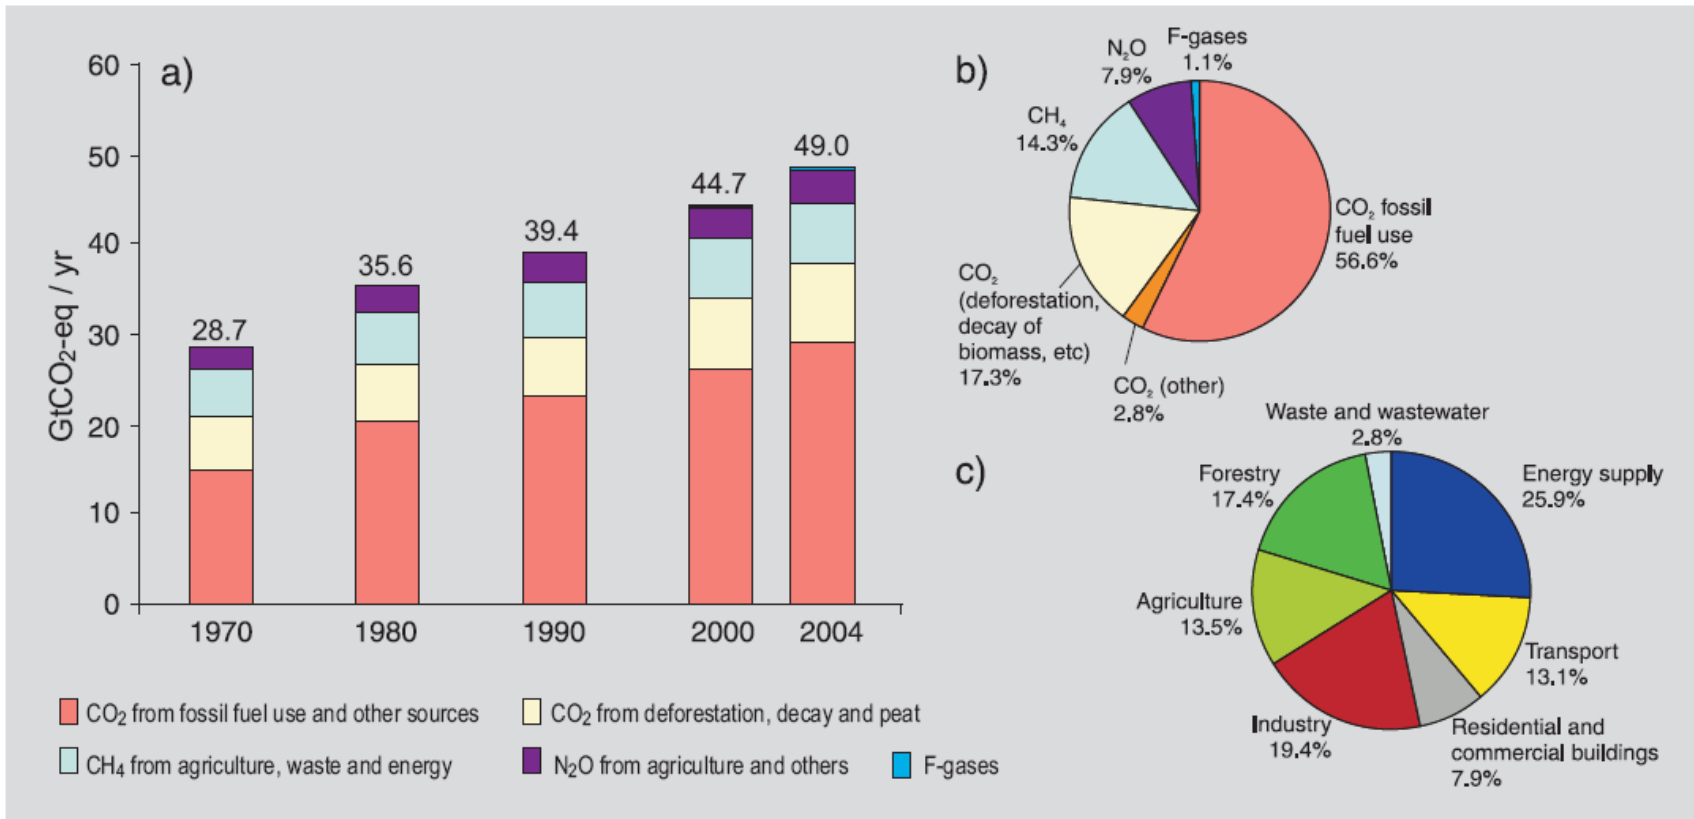 a)
60
50
40
30
20
10
0
GtCO₂-eq / yr
28.7
35.6
39.4
44.7
49.0
1970
1980
1990
2000
2004
CO₂ from fossil fuel use and other sources
CO₂ from deforestation, decay and peat
CH₄ from agriculture, waste and energy
N₂O from agriculture and others
F-gases
b)
F-gases
1.1%
N₂O
7.9%
CH₄
14.3%
CO₂ fossil
fuel use
56.6%
CO₂
(deforestation,
decay of
biomass, etc)
17.3%
CO₂ (other)
2.8%
c)
Waste and wastewater
2.8%
Forestry
17.4%
Energy supply
25.9%
Agriculture
13.5%
Transport
13.1%
Industry
19.4%
Residential and
commercial buildings
7.9%